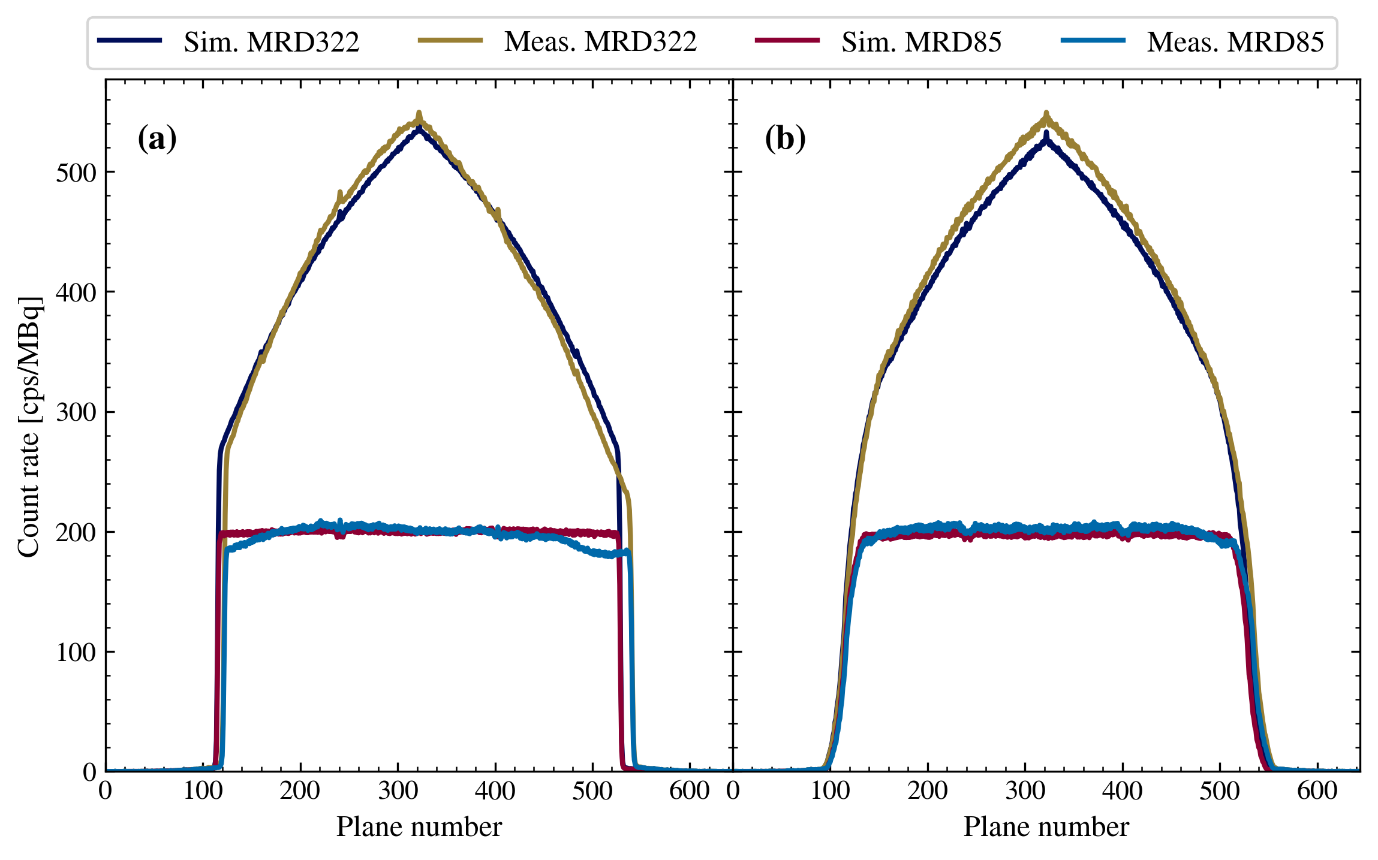 Sim. MRD322 Meas. MRD322 Sim. MRD85 Meas. MRD85
(a) (b)
500
400
300
200
100
0
Count rate [cps/MBq]
0 100 200 300 400 500 600 0 100 200 300 400 500 600
Plane number Plane number